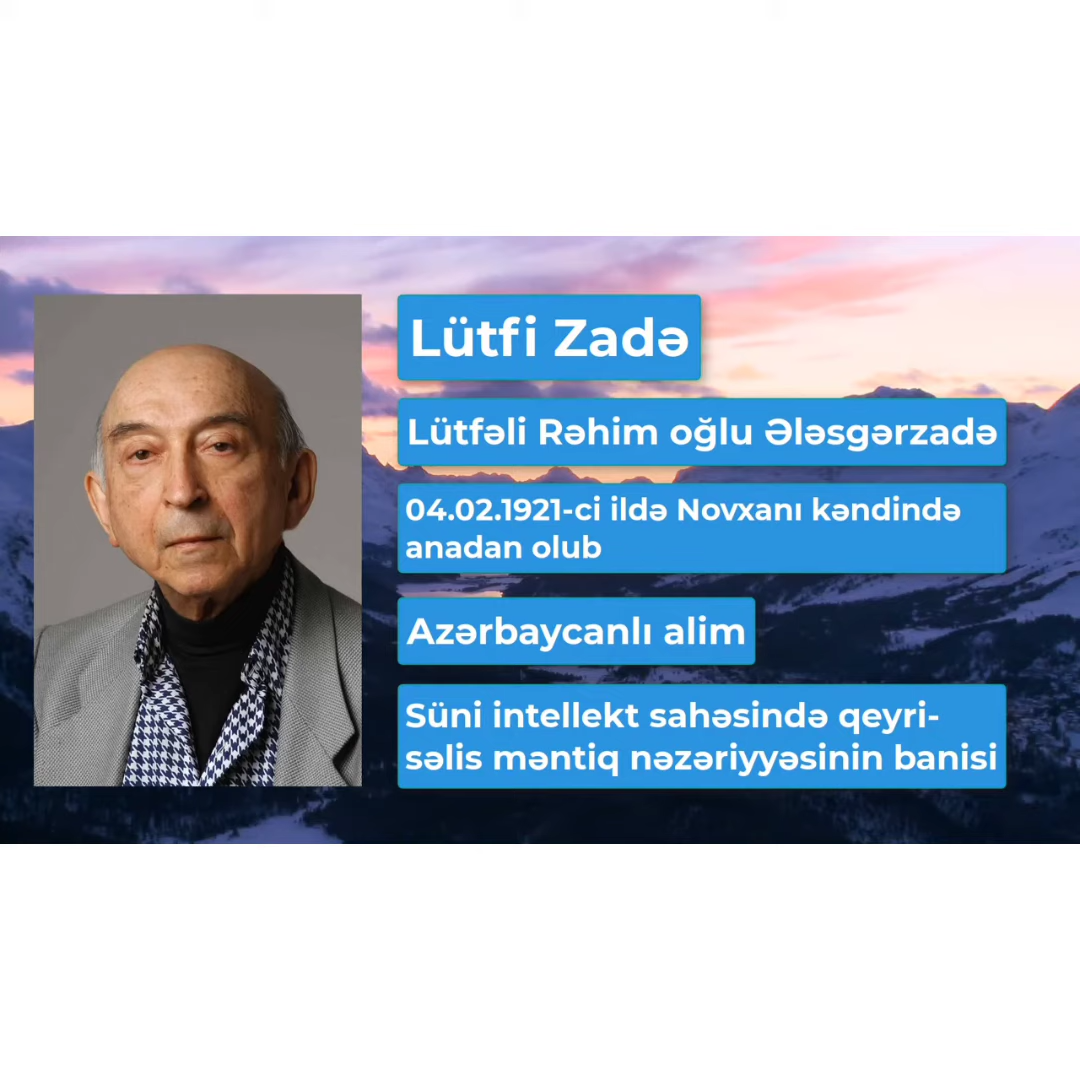 Lütfi Zadə
Lütfəli Rəhim oğlu Ələsgərzadə
04.02.1921-ci ildə Novxanı kəndində
anadan olub
Azərbaycanlı alim
Süni intellekt sahəsində qeyri-
səlis məntiq nəzəriyyəsinin banisi